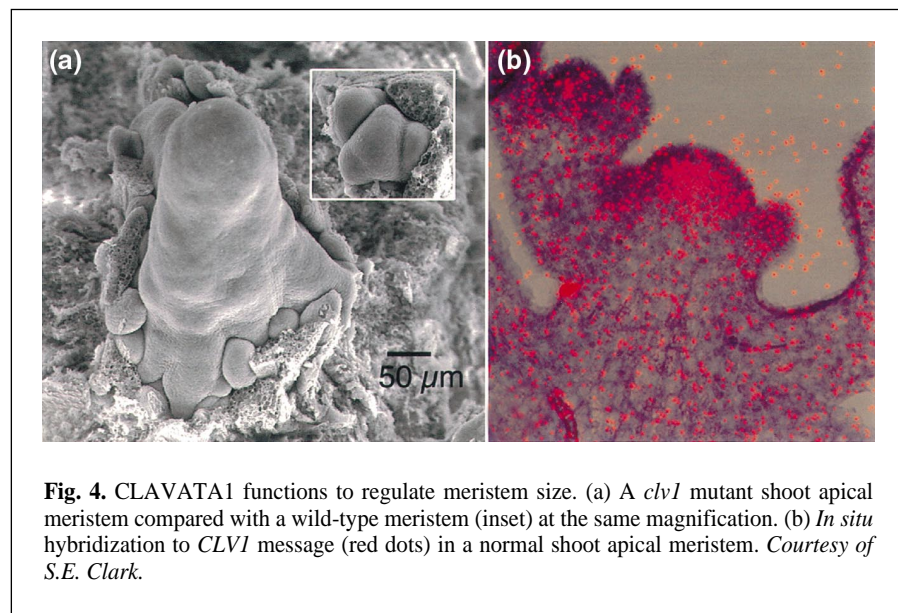 (a)
(b)
50 µm
Fig. 4. CLAVATA1 functions to regulate meristem size. (a) A clv1 mutant shoot apical
meristem compared with a wild-type meristem (inset) at the same magnification. (b) In situ
hybridization to CLV1 message (red dots) in a normal shoot apical meristem. Courtesy of
S.E. Clark.